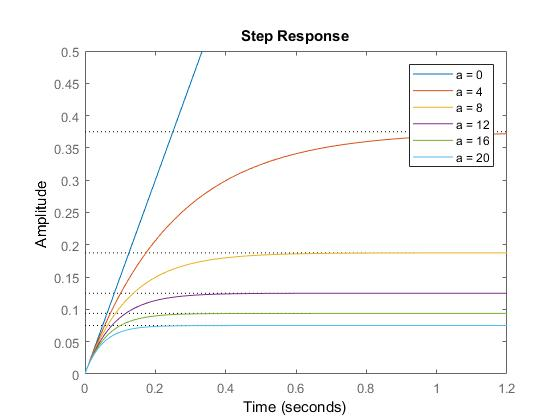 Step Response
0.5
0.45
0.4
0.35
0.3
0.25
0.2
0.15
0.1
0.05
0
Amplitude
a = 0
a = 4
a = 8
a = 12
a = 16
a = 20
0 0.2 0.4 0.6 0.8 1 1.2
Time (seconds)